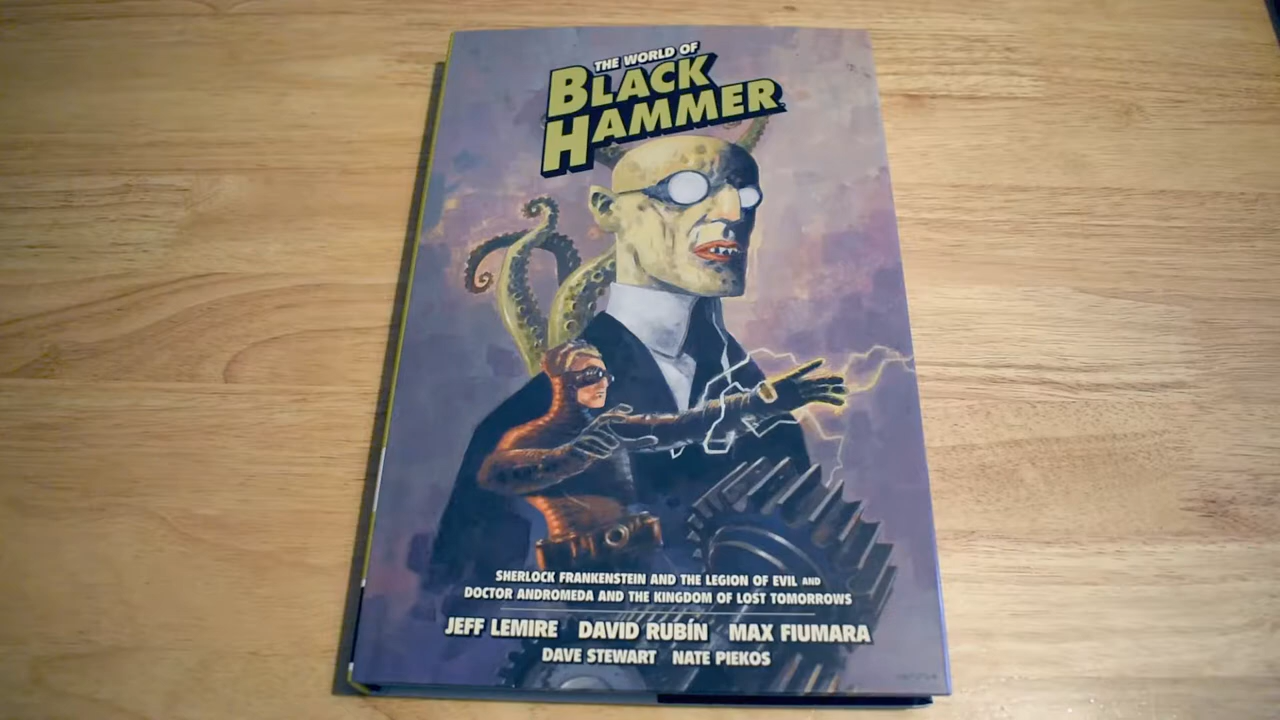 THE WORLD OF
BLACK
HAMMER
SHERLOCK FRANKENSTEIN AND THE LEGION OF EVIL AND
DOCTOR ANDROMEDA AND THE KINGDOM OF LOST TOMORROWS
JEFF LEMIRE DAVID RUBÍN MAX FIUMARA
DAVE STEWART NATE PIEKOS